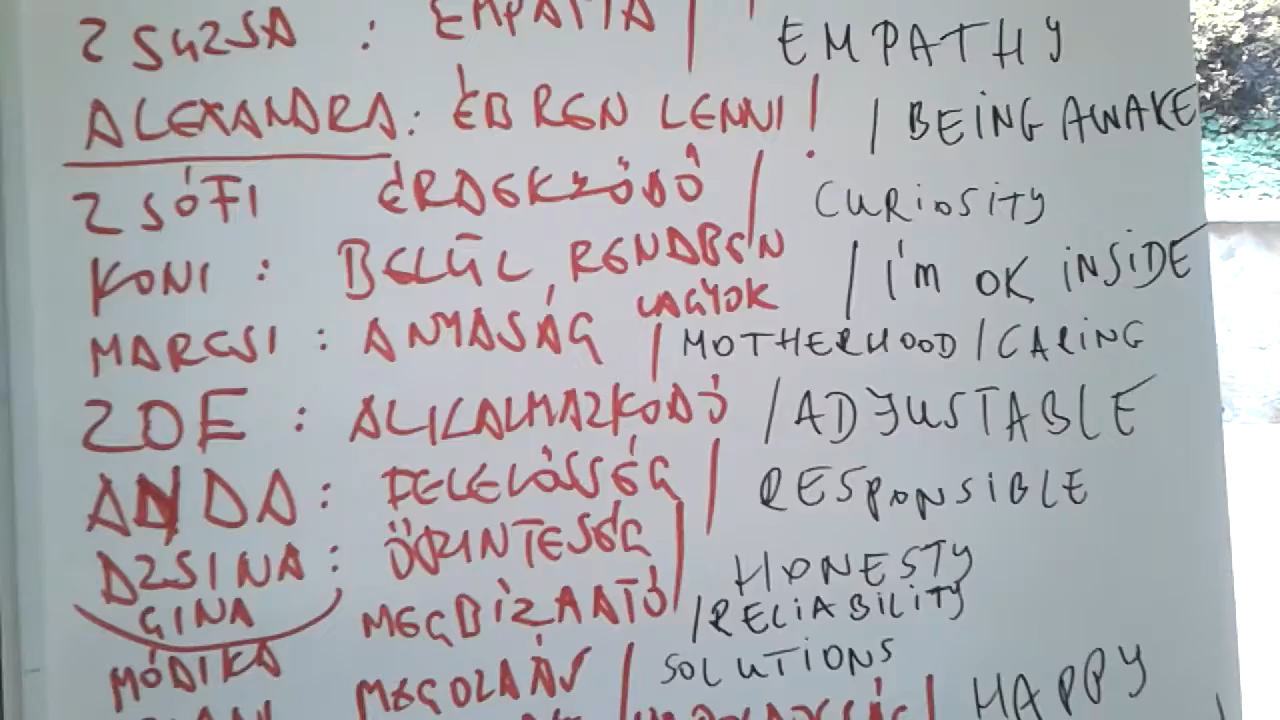 ZSUZSA : EMPÁTIA / EMPATHY
ALEXANDRA: ÉBREN LENNI! / BEING AWAKE
ZSÓFI ÉRDEKLŐDŐ / CURIOSITY
KONI : BELÜL RENDBEN / I'M OK INSIDE
VAGYOK
MARCSI : ANYASÁG / MOTHERHOOD / CARING
ZOE : ALKALMAZKODÓ / ADJUSTABLE
ANDA : FELELŐSSÉG / RESPONSIBLE
DZSINA : ŐSZINTESÉG / HONESTY
GINA MEGBÍZHATÓ / RELIABILITY
MÓNIKA / SOLUTIONS
HAPPY